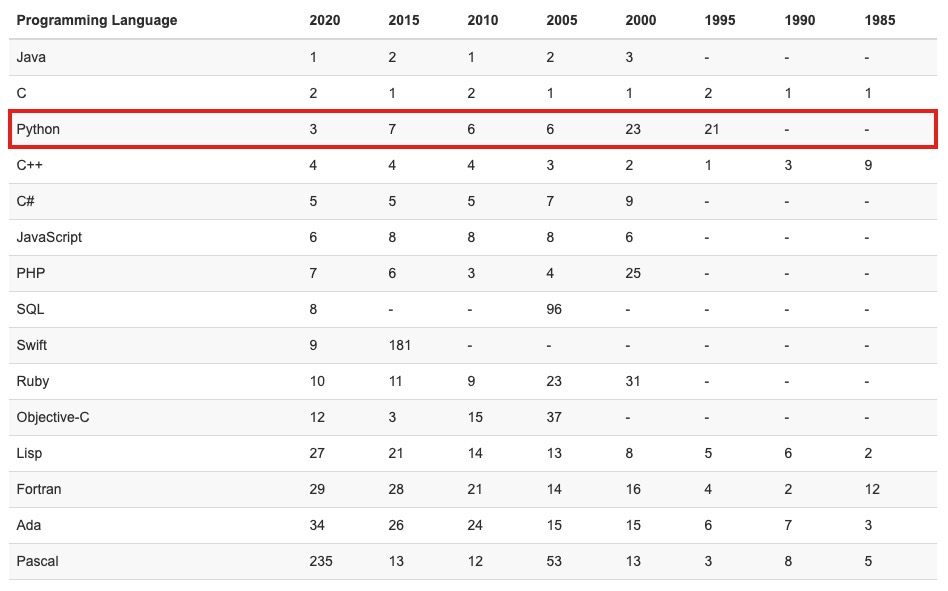 Programming Language 2020 2015 2010 2005 2000 1995 1990 1985
Java 1 2 1 2 3 - - -
C 2 1 2 1 1 2 1 1
Python 3 7 6 6 23 21 - -
C++ 4 4 4 3 2 1 3 9
C# 5 5 5 7 9 - - -
JavaScript 6 8 8 8 6 - - -
PHP 7 6 3 4 25 - - -
SQL 8 - - 96 - - - -
Swift 9 181 - - - - - -
Ruby 10 11 9 23 31 - - -
Objective-C 12 3 15 37 - - - -
Lisp 27 21 14 13 8 5 6 2
Fortran 29 28 21 14 16 4 2 12
Ada 34 26 24 15 15 6 7 3
Pascal 235 13 12 53 13 3 8 5